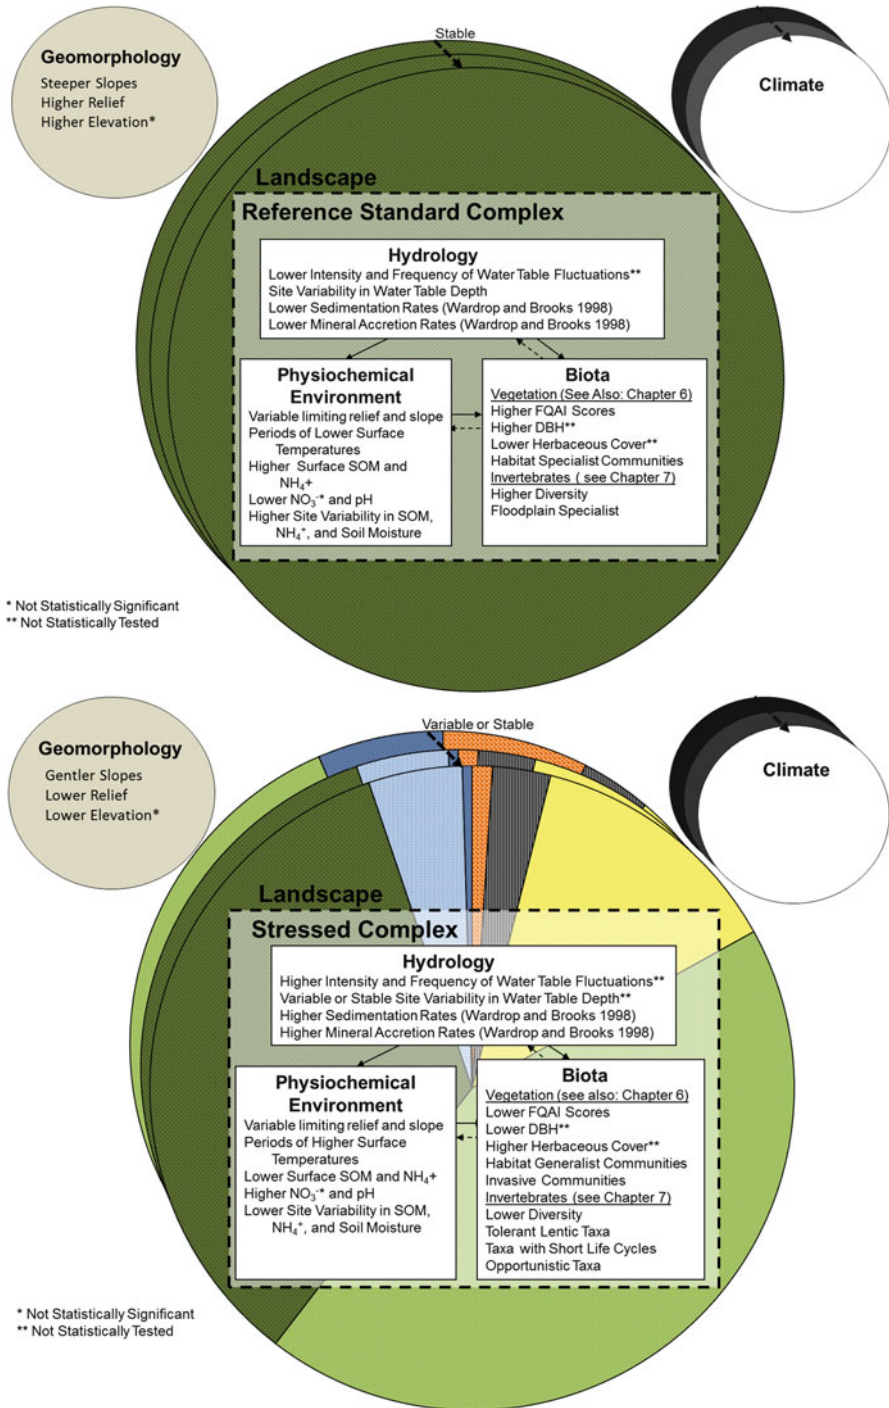 Stable
Geomorphology
Steeper Slopes
Higher Relief
Higher Elevation*
Climate
Landscape
Reference Standard Complex
Hydrology
Lower Intensity and Frequency of Water Table Fluctuations**
Site Variability in Water Table Depth
Lower Sedimentation Rates (Wardrop and Brooks 1998)
Lower Mineral Accretion Rates (Wardrop and Brooks 1998)
Physiochemical
Environment
Variable limiting relief and slope
Periods of Lower Surface
Temperatures
Higher Surface SOM and
NH4+
Lower NO3-* and pH
Higher Site Variability in SOM,
NH4+, and Soil Moisture
Biota
Vegetation (See Also: Chapter 6)
Higher FQAI Scores
Higher DBH**
Lower Herbaceous Cover**
Habitat Specialist Communities
Invertebrates ( see Chapter 7)
Higher Diversity
Floodplain Specialist
* Not Statistically Significant
** Not Statistically Tested
Variable or Stable
Geomorphology
Gentler Slopes
Lower Relief
Lower Elevation*
Climate
Landscape
Stressed Complex
Hydrology
Higher Intensity and Frequency of Water Table Fluctuations**
Variable or Stable Site Variability in Water Table Depth**
Higher Sedimentation Rates (Wardrop and Brooks 1998)
Higher Mineral Accretion Rates (Wardrop and Brooks 1998)
Physiochemical
Environment
Variable limiting relief and slope
Periods of Higher Surface
Temperatures
Lower Surface SOM and NH4+
Higher NO3-* and pH
Lower Site Variability in SOM,
NH4+, and Soil Moisture
Biota
Vegetation (see also: Chapter 6)
Lower FQAI Scores
Lower DBH**
Higher Herbaceous Cover**
Habitat Generalist Communities
Invasive Communities
Invertebrates (see Chapter 7)
Lower Diversity
Tolerant Lentic Taxa
Taxa with Short Life Cycles
Opportunistic Taxa
* Not Statistically Significant
** Not Statistically Tested